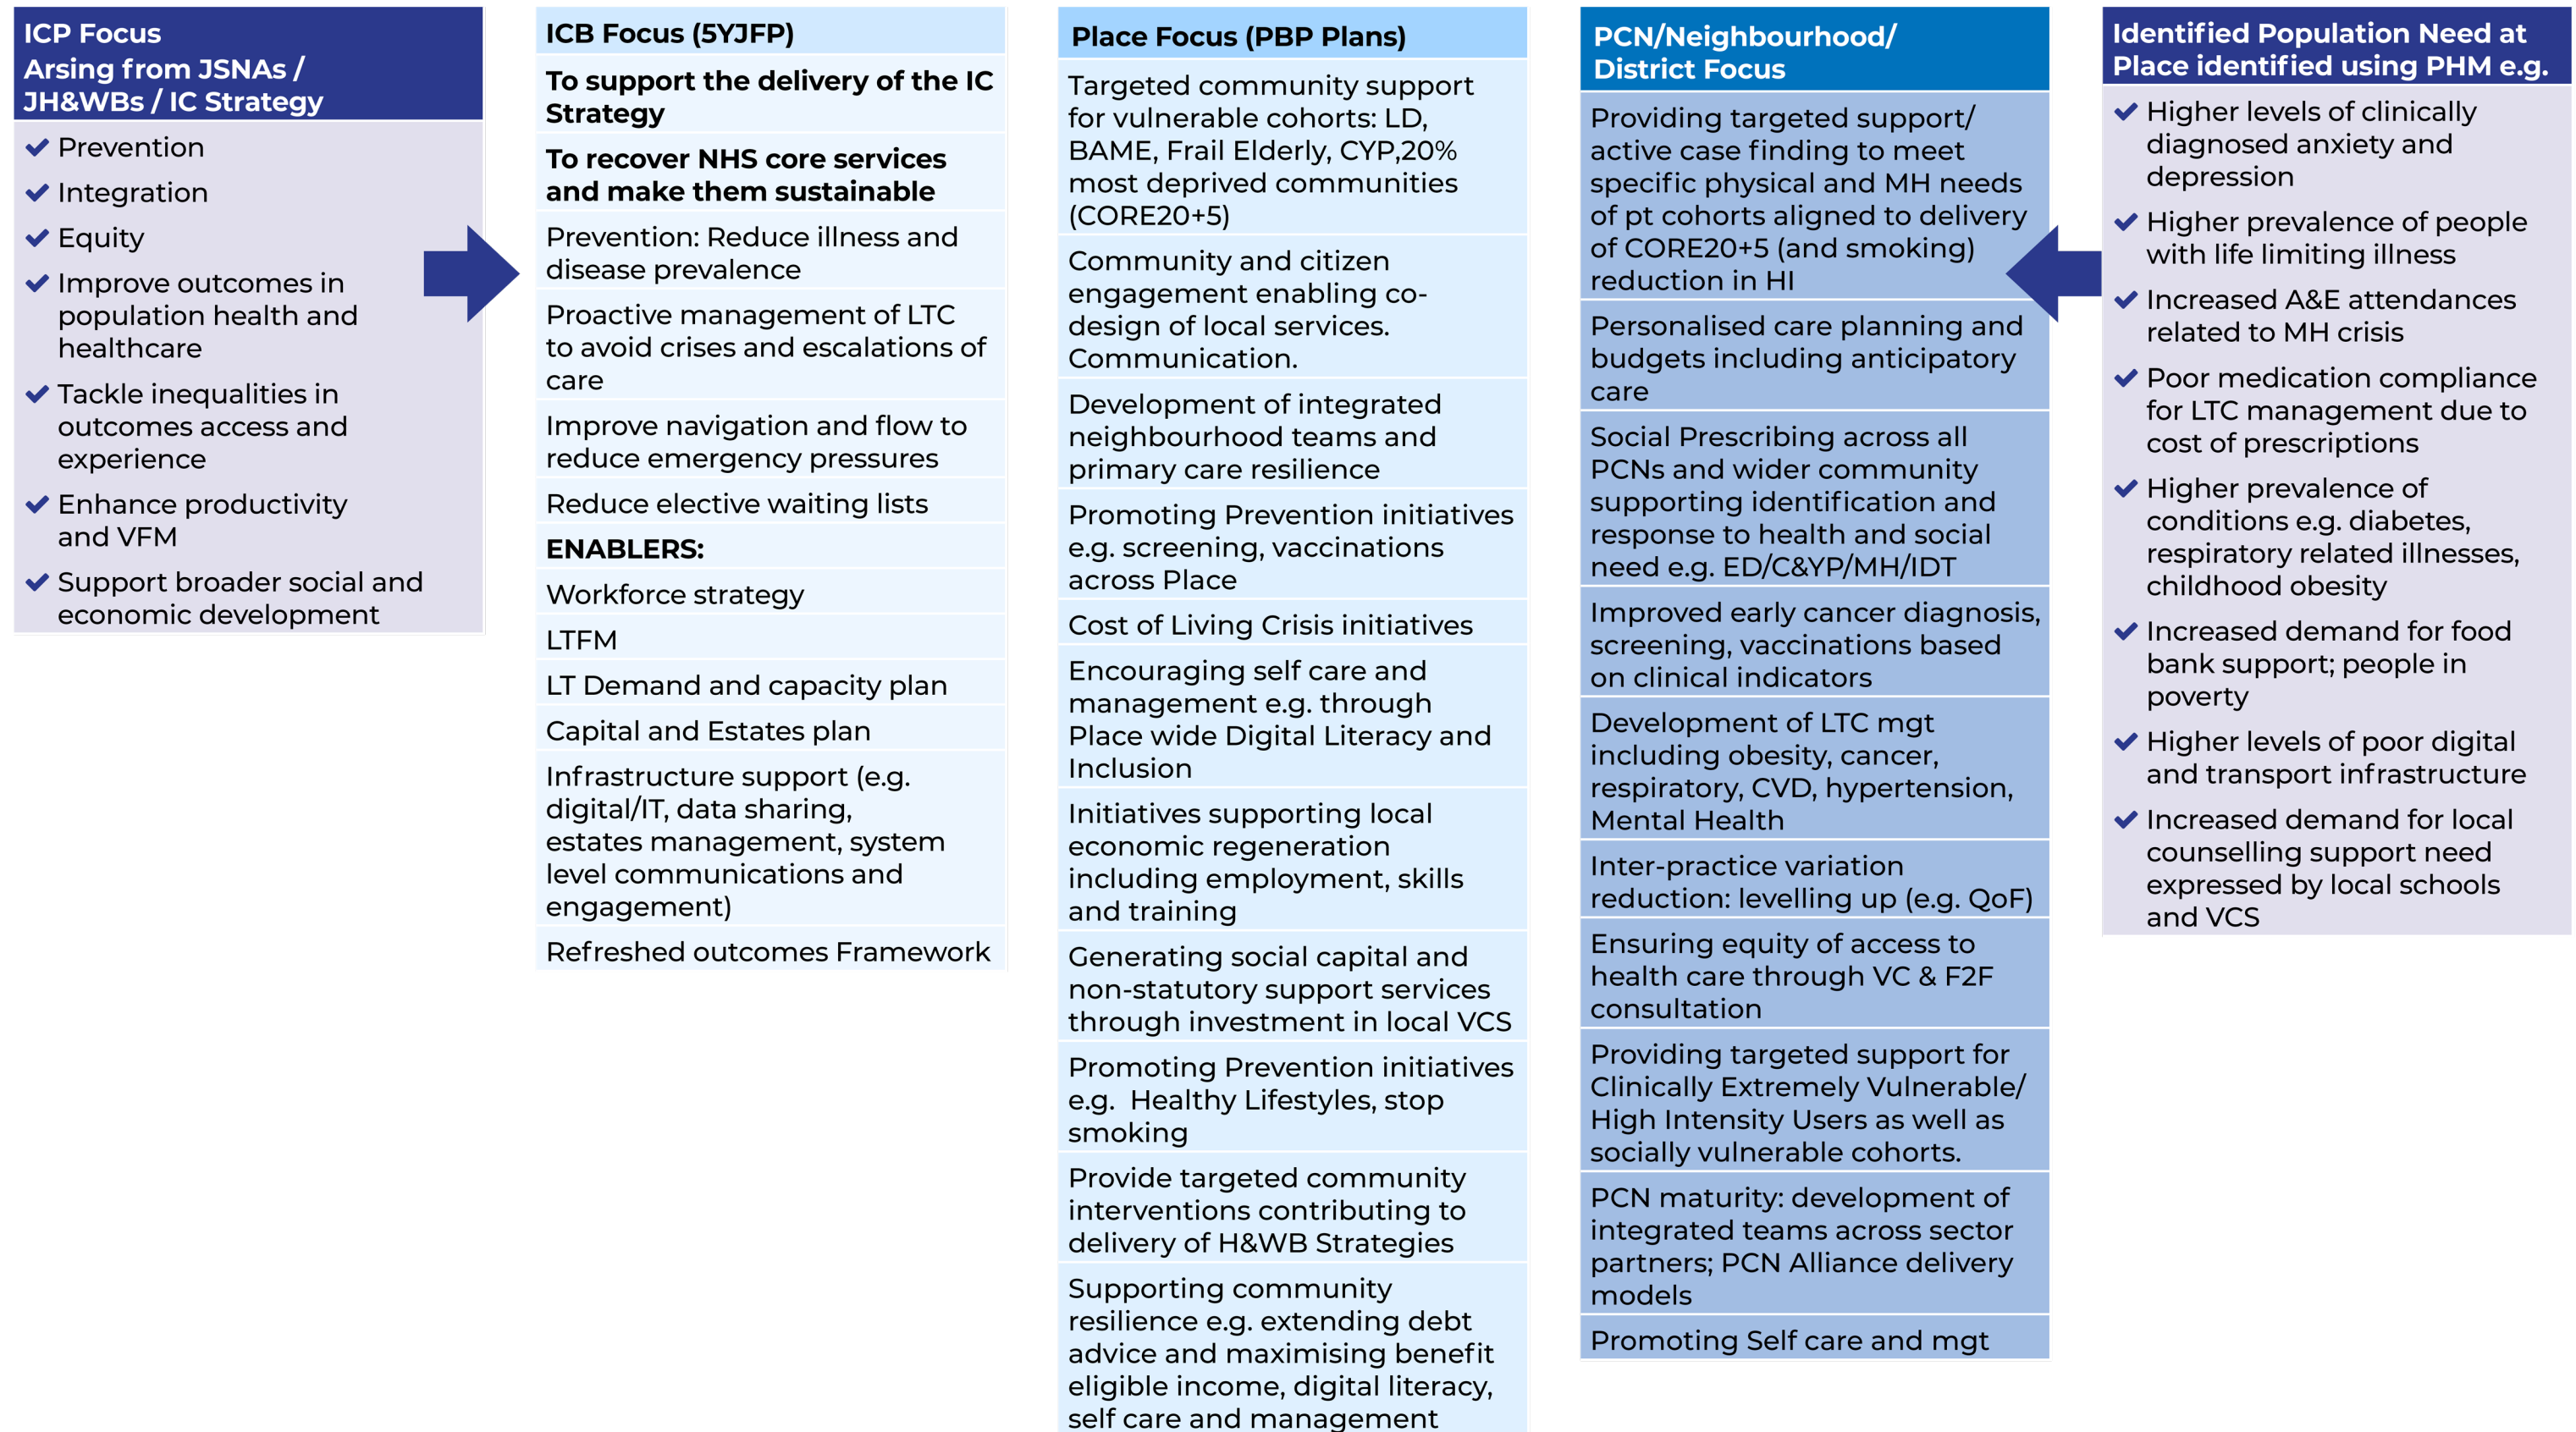 ICP Focus
Arsing from JSNAs /
JH&WBs / IC Strategy
Prevention
Integration
Equity
Improve outcomes in
population health and
healthcare
Tackle inequalities in
outcomes access and
experience
Enhance productivity
and VFM
Support broader social and
economic development
ICB Focus (5YJFP)
To support the delivery of the IC
Strategy
To recover NHS core services
and make them sustainable
Prevention: Reduce illness and
disease prevalence
Proactive management of LTC
to avoid crises and escalations of
care
Improve navigation and flow to
reduce emergency pressures
Reduce elective waiting lists
ENABLERS:
Workforce strategy
LTFM
LT Demand and capacity plan
Capital and Estates plan
Infrastructure support (e.g.
digital/IT, data sharing,
estates management, system
level communications and
engagement)
Refreshed outcomes Framework
Place Focus (PBP Plans)
Targeted community support
for vulnerable cohorts: LD,
BAME, Frail Elderly, CYP,20%
most deprived communities
(CORE20+5)
Community and citizen
engagement enabling co-
design of local services.
Communication.
Development of integrated
neighbourhood teams and
primary care resilience
Promoting Prevention initiatives
e.g. screening, vaccinations
across Place
Cost of Living Crisis initiatives
Encouraging self care and
management e.g. through
Place wide Digital Literacy and
Inclusion
Initiatives supporting local
economic regeneration
including employment, skills
and training
Generating social capital and
non-statutory support services
through investment in local VCS
Promoting Prevention initiatives
e.g.  Healthy Lifestyles, stop
smoking
Provide targeted community
interventions contributing to
delivery of H&WB Strategies
Supporting community
resilience e.g. extending debt
advice and maximising benefit
eligible income, digital literacy,
self care and management
PCN/Neighbourhood/
District Focus
Providing targeted support/
active case finding to meet
specific physical and MH needs
of pt cohorts aligned to delivery
of CORE20+5 (and smoking)
reduction in HI
Personalised care planning and
budgets including anticipatory
care
Social Prescribing across all
PCNs and wider community
supporting identification and
response to health and social
need e.g. ED/C&YP/MH/IDT
Improved early cancer diagnosis,
screening, vaccinations based
on clinical indicators
Development of LTC mgt
including obesity, cancer,
respiratory, CVD, hypertension,
Mental Health
Inter-practice variation
reduction: levelling up (e.g. QoF)
Ensuring equity of access to
health care through VC & F2F
consultation
Providing targeted support for
Clinically Extremely Vulnerable/
High Intensity Users as well as
socially vulnerable cohorts.
PCN maturity: development of
integrated teams across sector
partners; PCN Alliance delivery
models
Promoting Self care and mgt
Identified Population Need at
Place identified using PHM e.g.
Higher levels of clinically
diagnosed anxiety and
depression
Higher prevalence of people
with life limiting illness
Increased A&E attendances
related to MH crisis
Poor medication compliance
for LTC management due to
cost of prescriptions
Higher prevalence of
conditions e.g. diabetes,
respiratory related illnesses,
childhood obesity
Increased demand for food
bank support; people in
poverty
Higher levels of poor digital
and transport infrastructure
Increased demand for local
counselling support need
expressed by local schools
and VCS